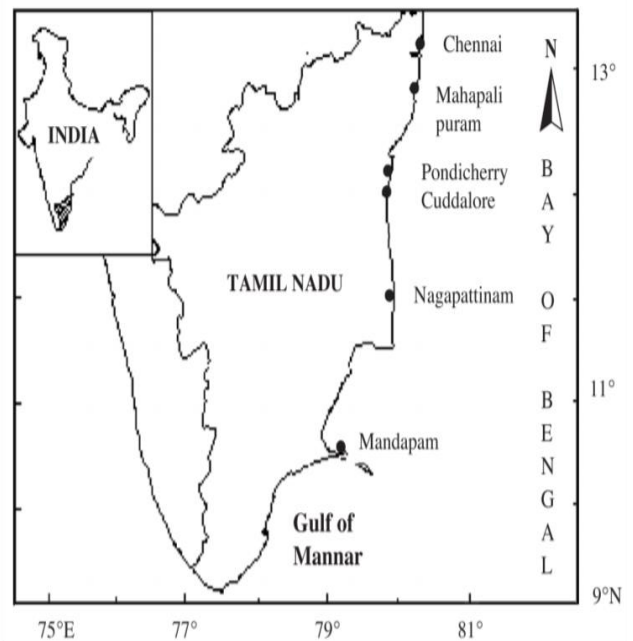 INDIA
Chennai
N
13°
Mahapali
puram
Pondicherry
Cuddalore
B
A
Y
O
F
B
E
N
G
A
L
TAMIL NADU
Nagapattinam
11°
Mandapam
Gulf of
Mannar
9°N
75°E 77° 79° 81°